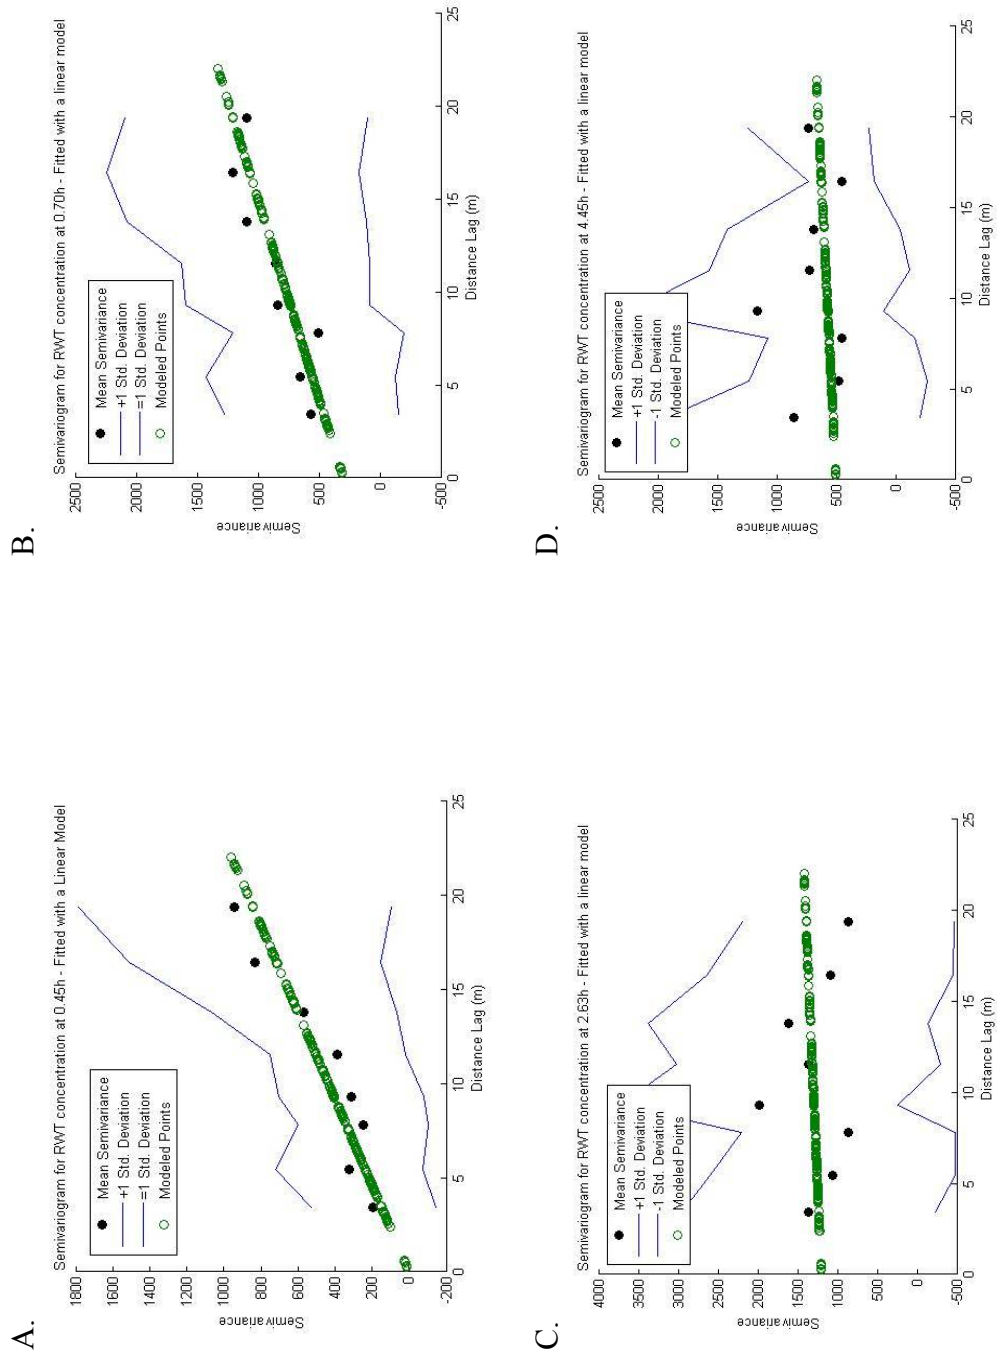 A.
Semivariogram for RWT concentration at 0.45h - Fitted with a Linear Model
1800
1600
1400
1200
1000
800
600
400
200
0
-200
Semivariance
Mean Semivariance
+1 Std. Deviation
=1 Std. Deviation
Modeled Points
0
5
10
15
20
25
Distance Lag (m)
B.
Semivariogram for RWT concentration at 0.70h - Fitted with a linear model
2500
2000
1500
1000
500
0
-500
Semivariance
Mean Semivariance
+1 Std. Deviation
=1 Std. Deviation
Modeled Points
0
5
10
15
20
25
Distance Lag (m)
C.
Semivariogram for RWT concentration at 2.63h - Fitted with a linear model
4000
3500
3000
2500
2000
1500
1000
500
0
-500
Semivariance
Mean Semivariance
+1 Std. Deviation
-1 Std. Deviation
Modeled Points
0
5
10
15
20
25
Distance Lag (m)
D.
Semivariogram for RWT concentration at 4.45h - Fitted with a linear model
2500
2000
1500
1000
500
0
-500
Semivariance
Mean Semivariance
+1 Std. Deviation
-1 Std. Deviation
Modeled Points
0
5
10
15
20
25
Distance Lag (m)